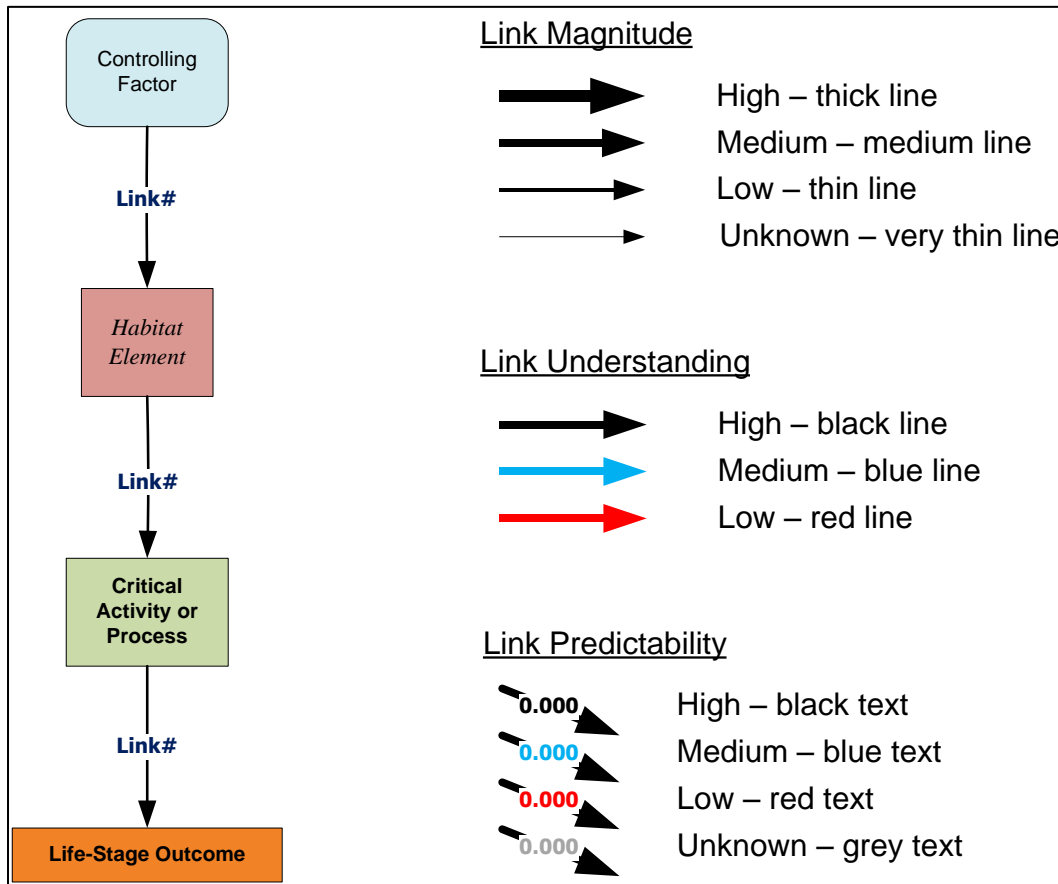 Controlling
Factor
Link#
Habitat
Element
Link#
Critical
Activity or
Process
Link#
Life-Stage Outcome
Link Magnitude
High – thick line
Medium – medium line
Low – thin line
Unknown – very thin line
Link Understanding
High – black line
Medium – blue line
Low – red line
Link Predictability
0.000 High – black text
0.000 Medium – blue text
0.000 Low – red text
0.000 Unknown – grey text